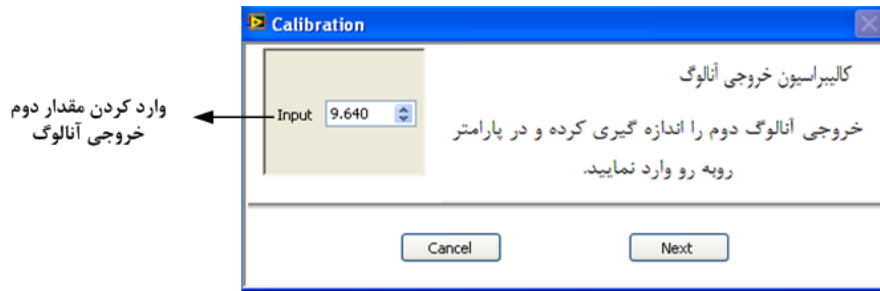 Calibration
کالیبراسیون خروجی آنالوگ
Input 9.640
خروجی آنالوگ دوم را اندازه گیری کرده و در پارامتر
روبه رو وارد نمایید.
وارد کردن مقدار دوم
خروجی آنالوگ
Cancel
Next